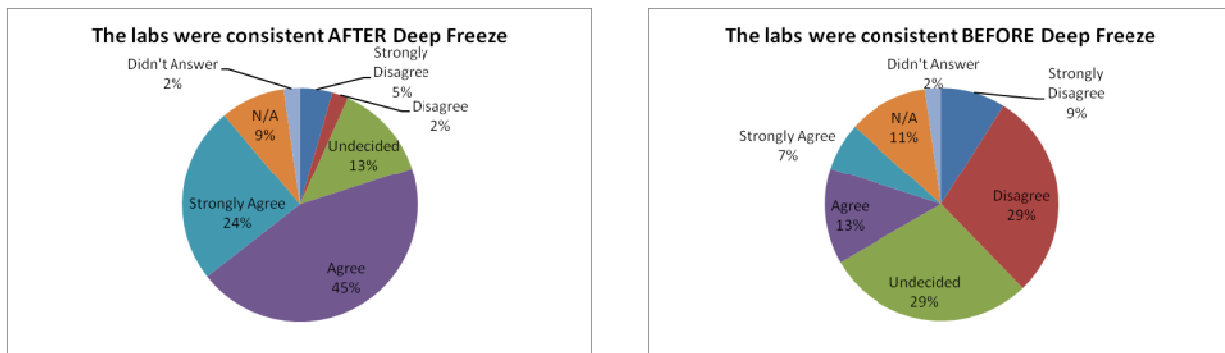 The labs were consistent AFTER Deep Freeze
Didn't Answer
2%
Strongly
Disagree
5%
Disagree
2%
N/A
9%
Undecided
13%
Strongly Agree
24%
Agree
45%
The labs were consistent BEFORE Deep Freeze
Didn't Answer
2%
Strongly
Disagree
9%
N/A
11%
Strongly Agree
7%
Disagree
29%
Agree
13%
Undecided
29%